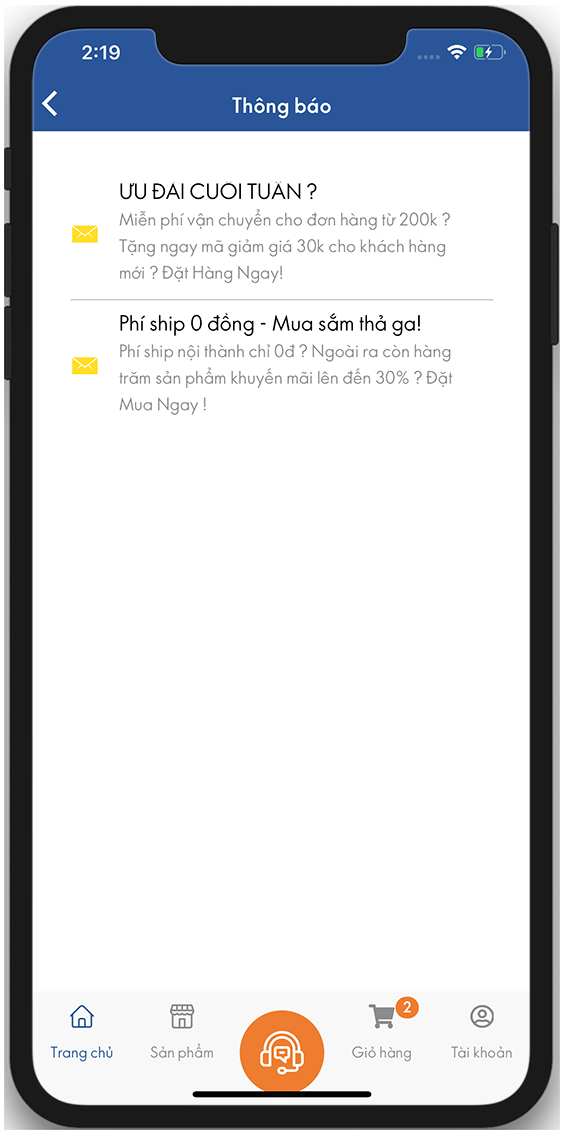 2:19
Thông báo
ƯU ĐÃI CUỐI TUẦN ?
Miễn phí vận chuyển cho đơn hàng từ 200k ?
Tặng ngay mã giảm giá 30k cho khách hàng
mới ? Đặt Hàng Ngay!
Phí ship 0 đồng - Mua sắm thả ga!
Phí ship nội thành chỉ 0đ ? Ngoài ra còn hàng
trăm sản phẩm khuyến mãi lên đến 30% ? Đặt
Mua Ngay !
2
Trang chủ
Sản phẩm
Giỏ hàng
Tài khoản